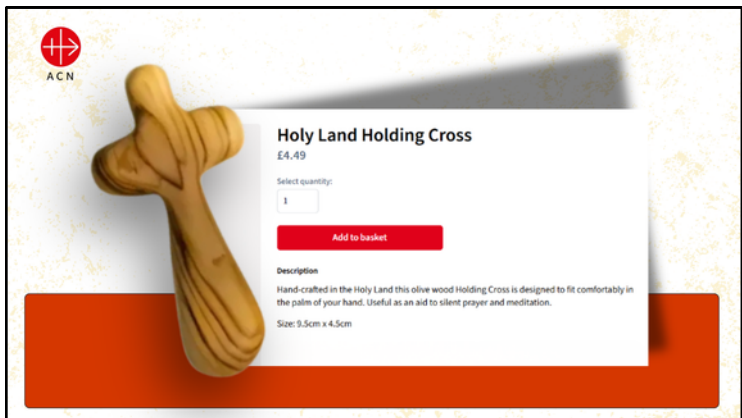 ACN
Holy Land Holding Cross
£4.49
Select quantity:
1
Add to basket
Description
Hand-crafted in the Holy Land this olive wood Holding Cross is designed to fit comfortably in
the palm of your hand. Useful as an aid to silent prayer and meditation.
Size: 9.5cm x 4.5cm